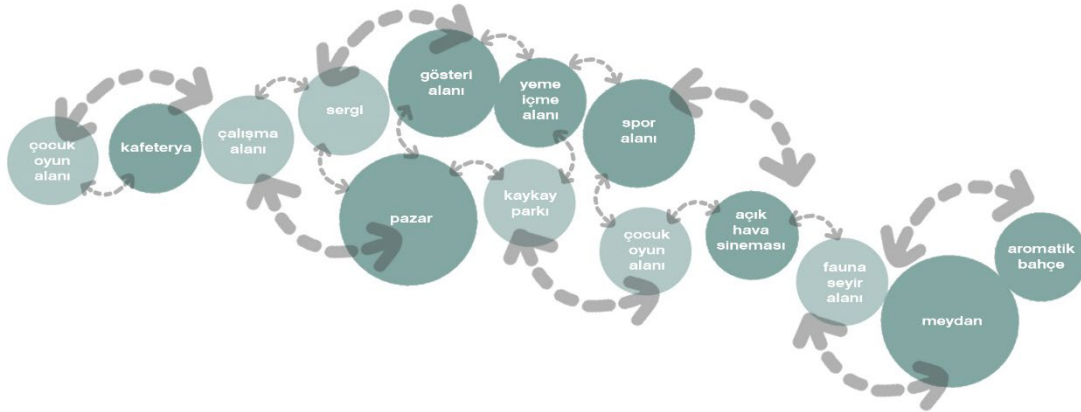 çocuk
oyun
alanı
kafeterya
çalışma
alanı
sergi
gösteri
alanı
yeme
içme
alanı
spor
alanı
pazar
kaykay
parkı
çocuk
oyun
alanı
açık
hava
sineması
fauna
seyir
alanı
meydan
aromatik
bahçe